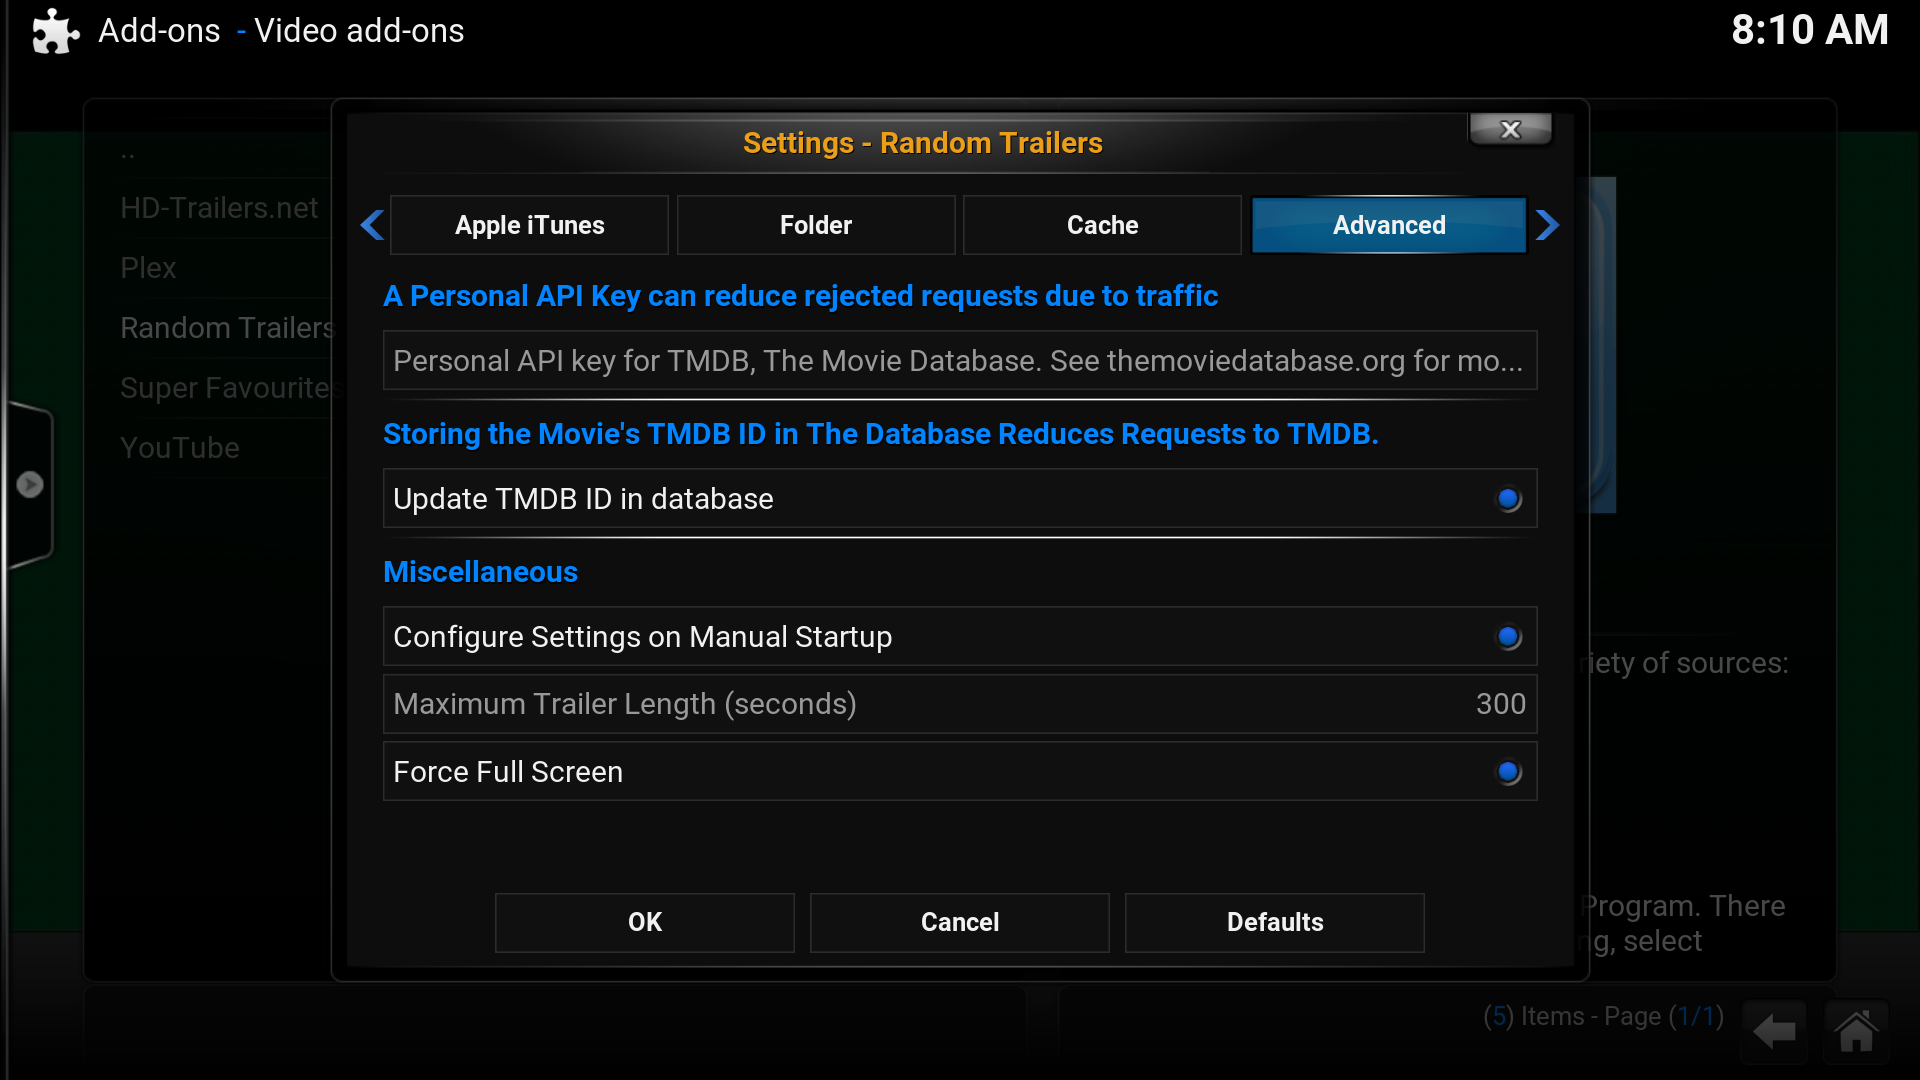 Add-ons - Video add-ons
8:10 AM
..
HD-Trailers.net
Plex
Random Trailers
Super Favourites
YouTube
Settings - Random Trailers
X
Apple iTunes
Folder
Cache
Advanced
A Personal API Key can reduce rejected requests due to traffic
Personal API key for TMDB, The Movie Database. See themoviedatabase.org for mo...
Storing the Movie's TMDB ID in The Database Reduces Requests to TMDB.
Update TMDB ID in database
Miscellaneous
Configure Settings on Manual Startup
Maximum Trailer Length (seconds) 300
Force Full Screen
OK
Cancel
Defaults
riety of sources:
Program. There
ng, select
(5) Items - Page (1/1)